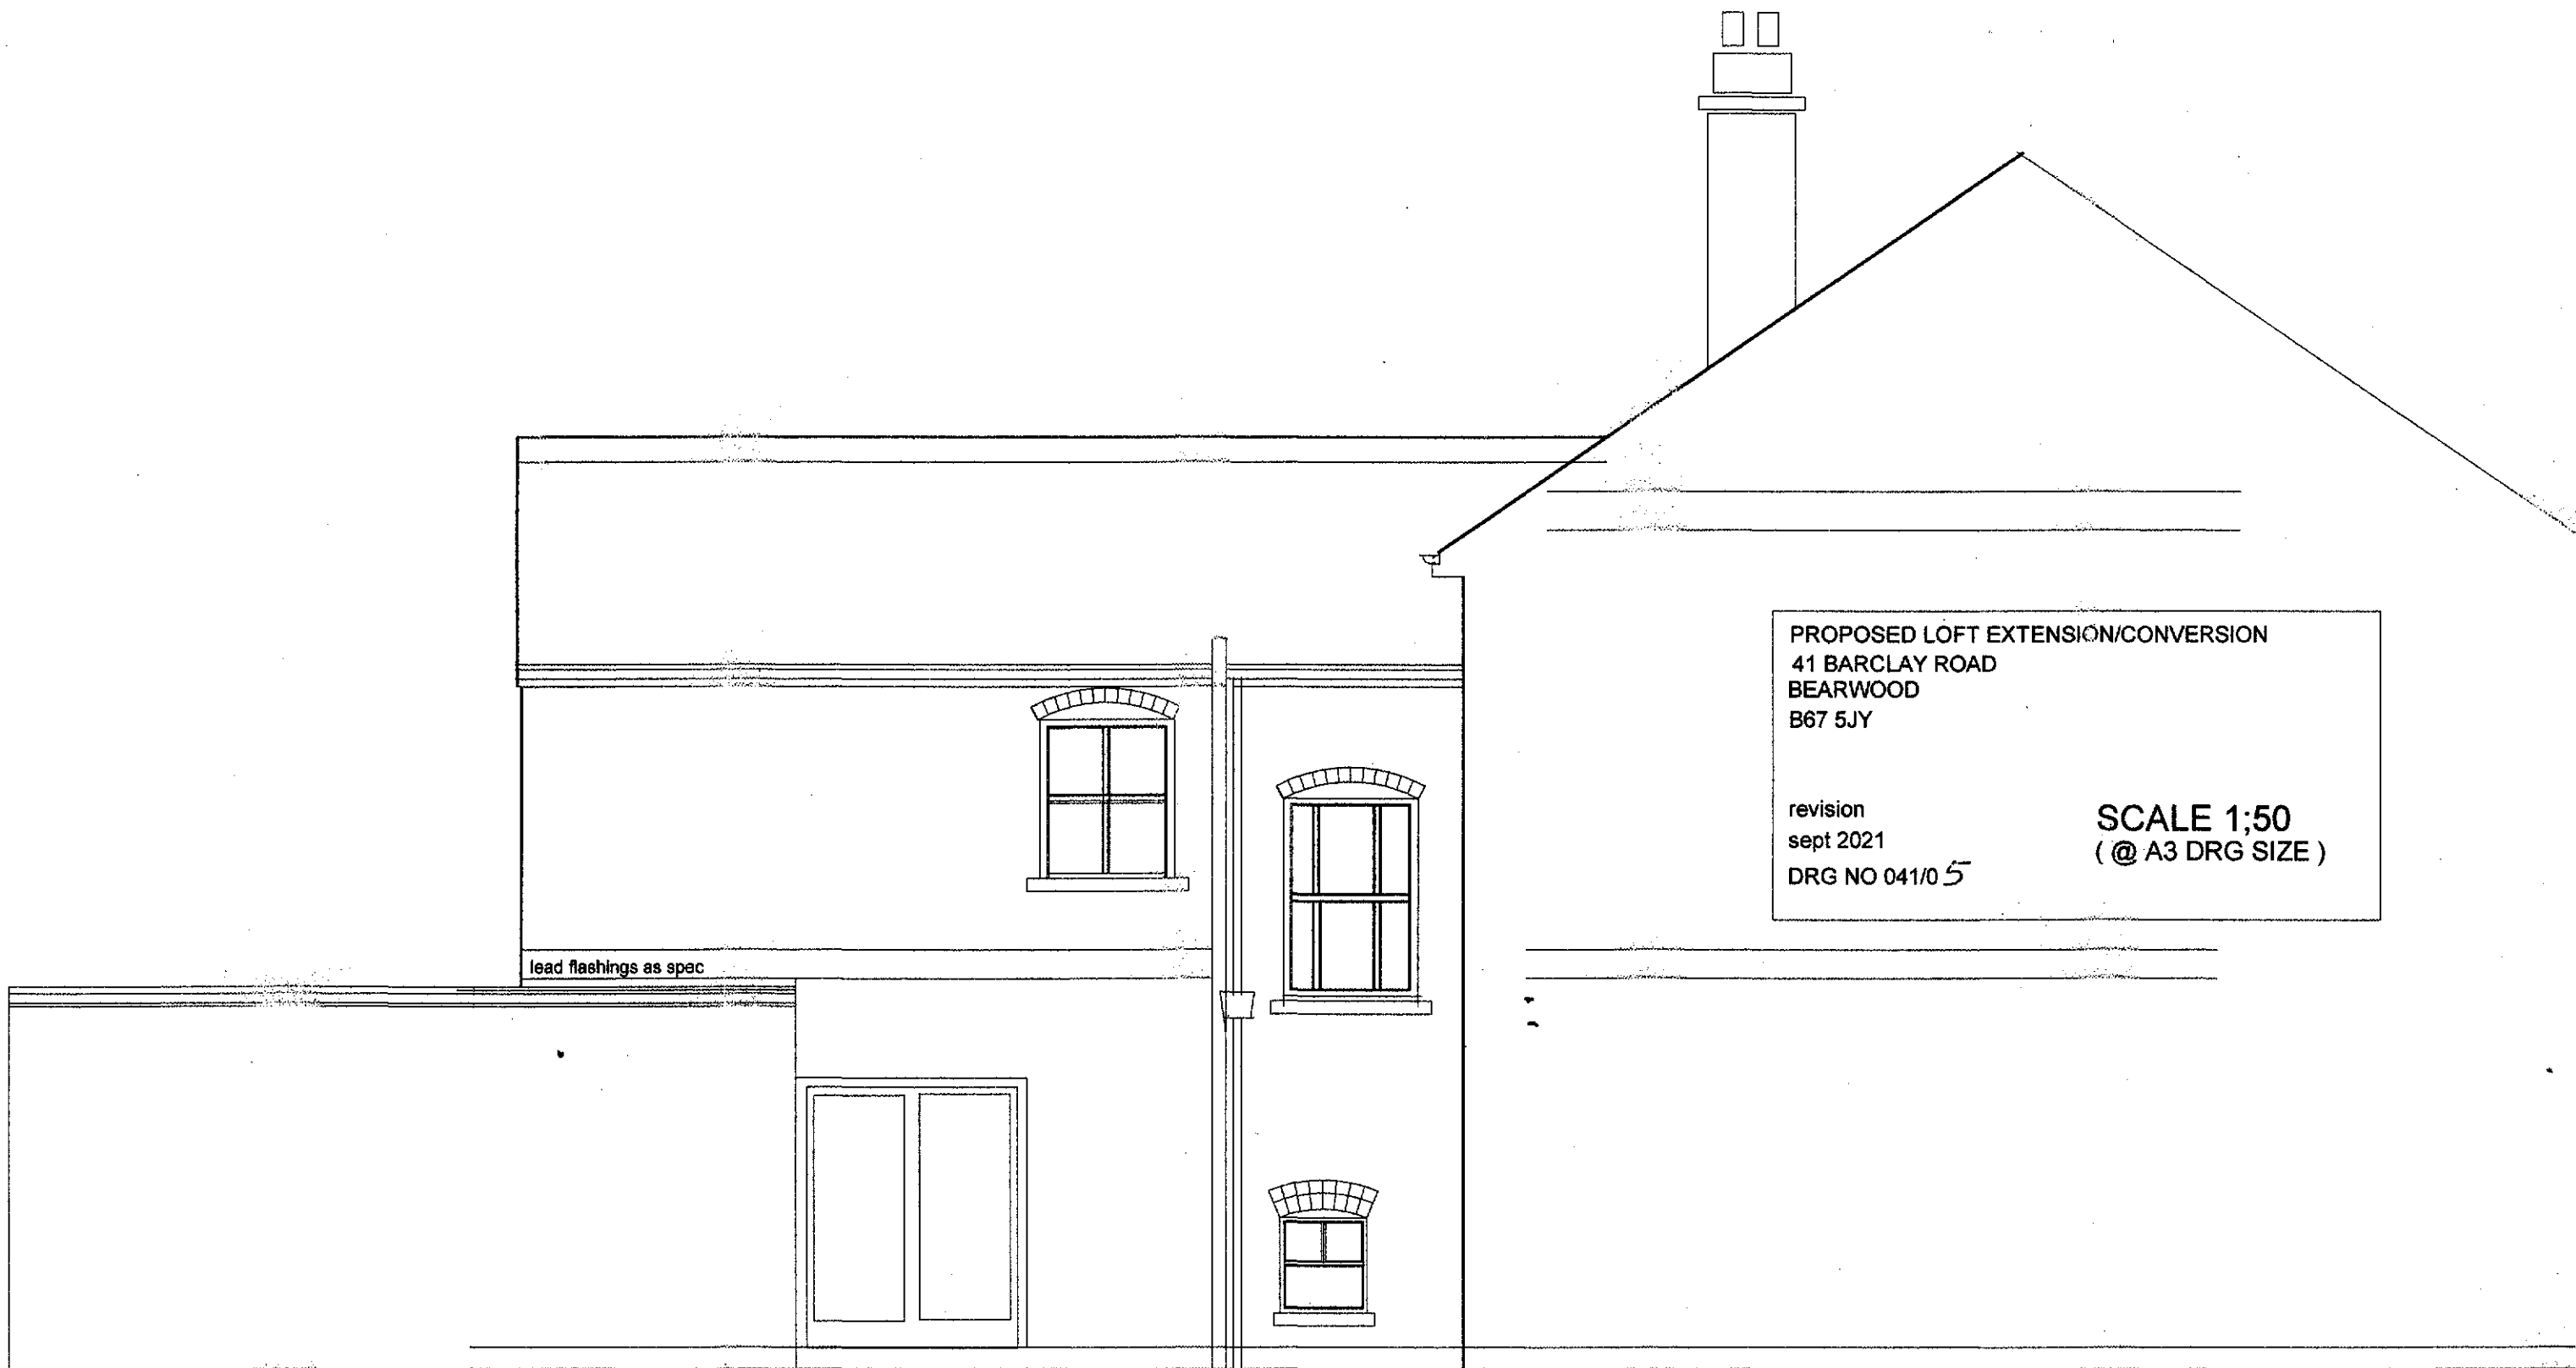 PROPOSED LOFT EXTENSION/CONVERSION
41 BARCLAY ROAD
BEARWOOD
B67 5JY
revision
sept 2021
DRG NO 041/05
SCALE 1;50
( @ A3 DRG SIZE )
lead flashings as spec